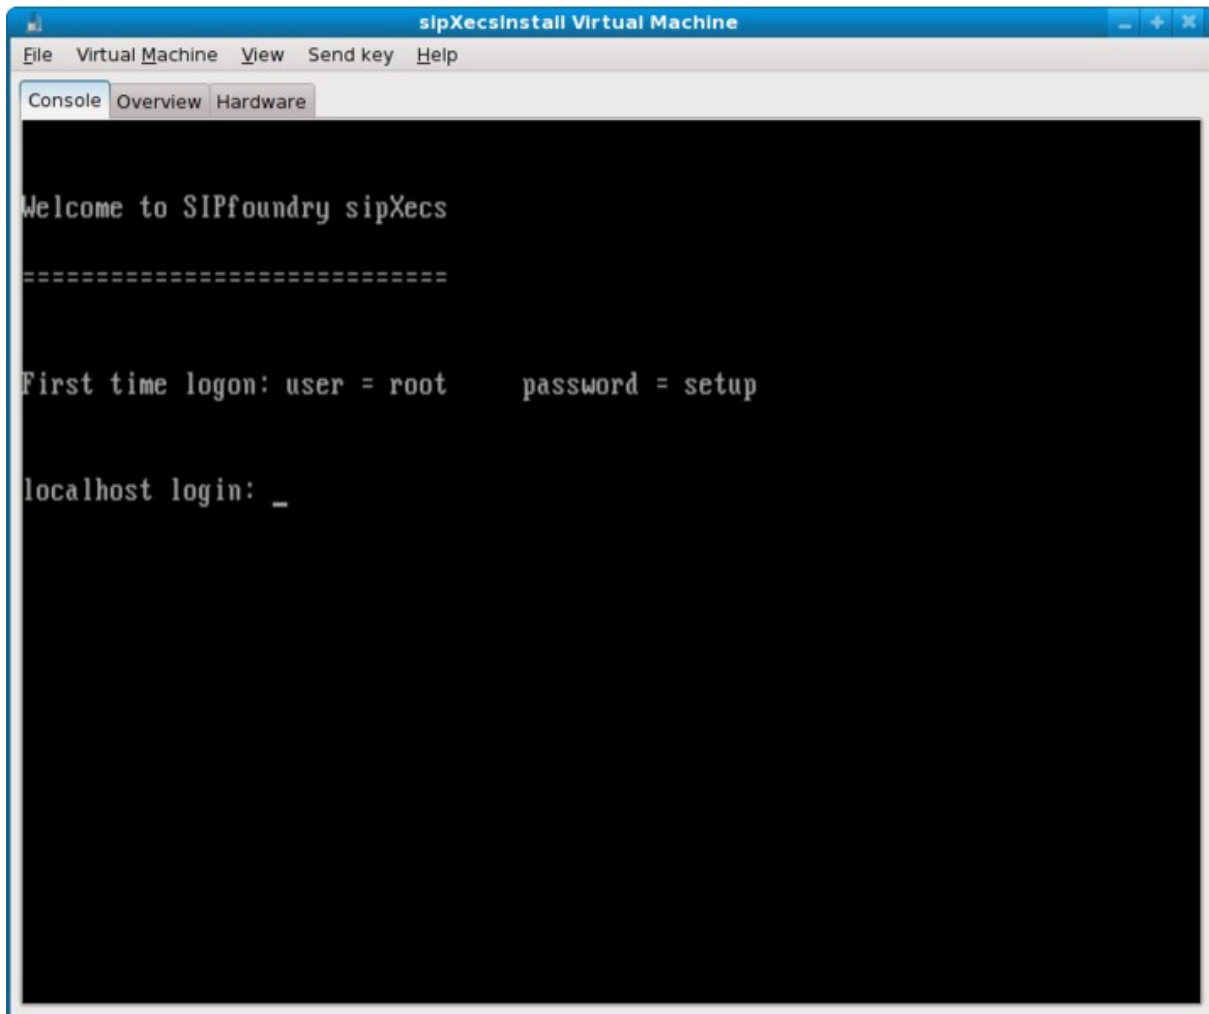 sipXecsInstall Virtual Machine
File Virtual Machine View Send key Help
Console Overview Hardware
Welcome to SIPfoundry sipXecs
=============================
First time logon: user = root     password = setup
localhost login: _